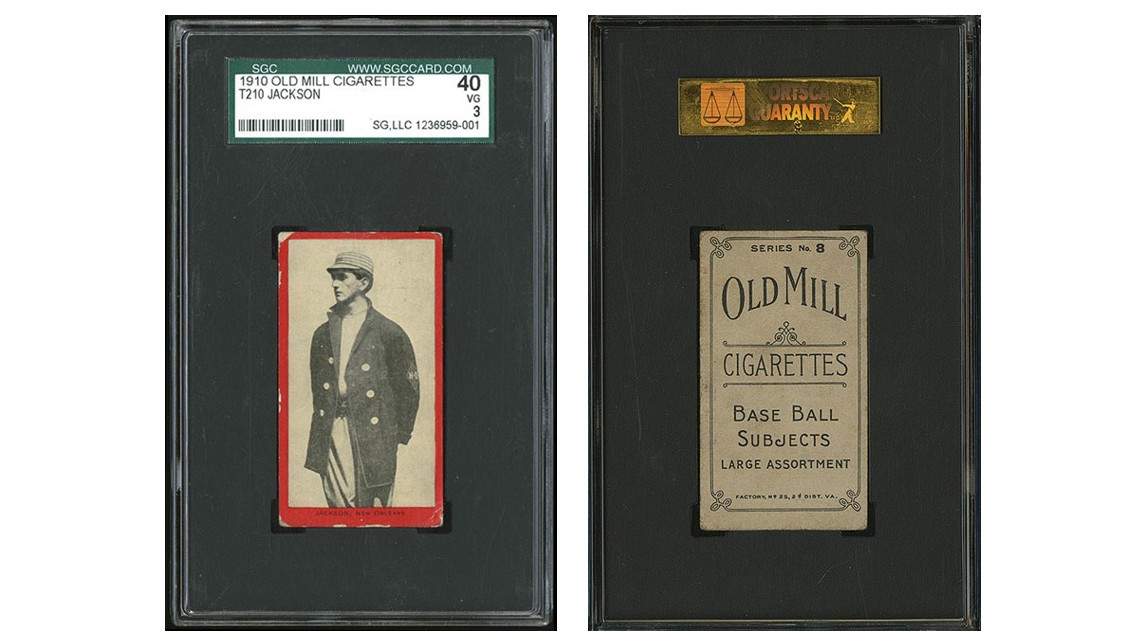 SGC WWW.SGCCARD.COM
1910 OLD MILL CIGARETTES 40
T210 JACKSON VG
3
SG,LLC 1236959-001
JACKSON, NEW ORLEANS
UARANTY
SERIES No. 8
OLD MILL
CIGARETTES
BASE BALL
SUBJECTS
LARGE ASSORTMENT
FACTORY, Nº 25, 2d DIST. VA.